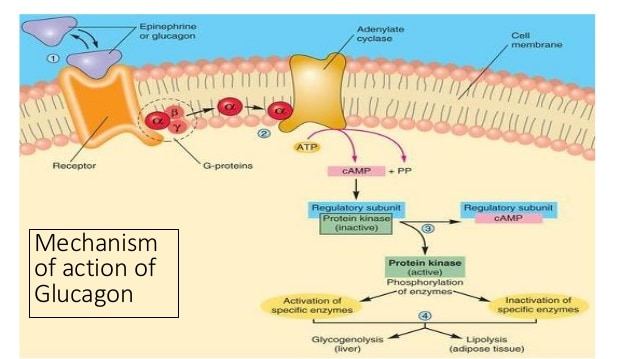 Epinephrine
or glucagon
Adenylate
cyclase
Cell
membrane
1
α
β
γ
α
α
2
ATP
Receptor
G-proteins
cAMP + PP
Regulatory subunit
Protein kinase
(inactive)
3
Regulatory subunit
cAMP
Mechanism
of action of
Glucagon
Protein kinase
(active)
Phosphorylation
of enzymes
Activation of
specific enzymes
Inactivation of
specific enzymes
4
Glycogenolysis
(liver)
Lipolysis
(adipose tissue)